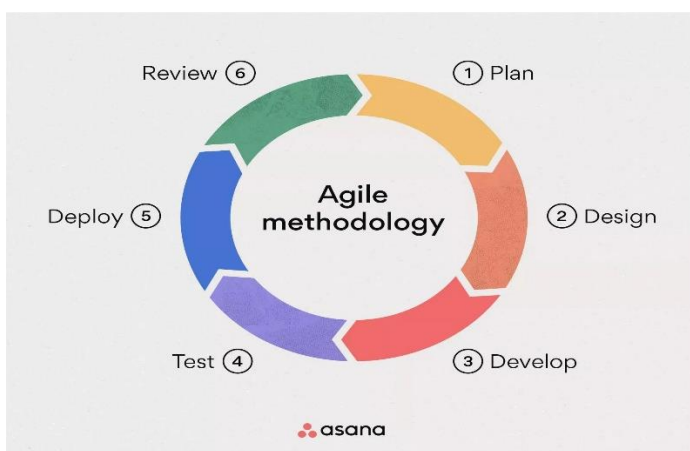 Review 6
1 Plan
Agile
methodology
Deploy 5
2 Design
Test 4
3 Develop
asana